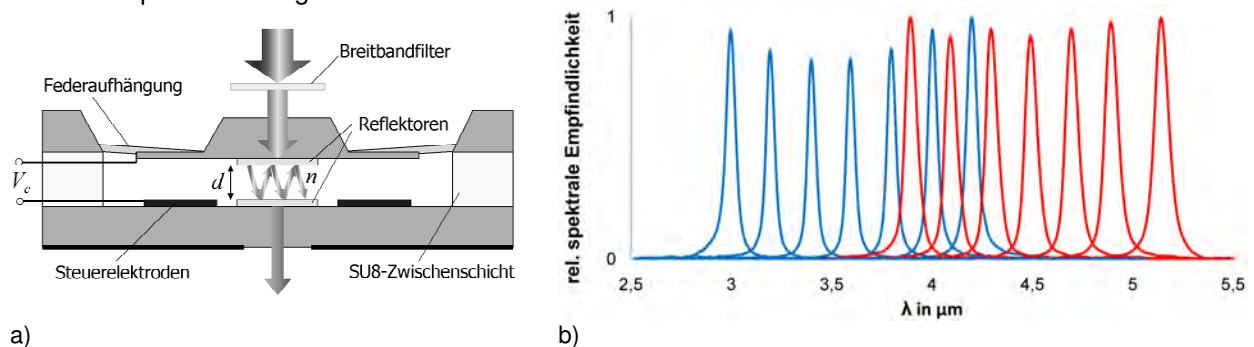 Breitbandfilter
Federaufhängung
Reflektoren
V_c
d
n
Steuerelektroden
SU8-Zwischenschicht
a)
rel. spektrale Empfindlichkeit
1
0
2,5 3 3,5 4 4,5 5 5,5
λ in µm
b)